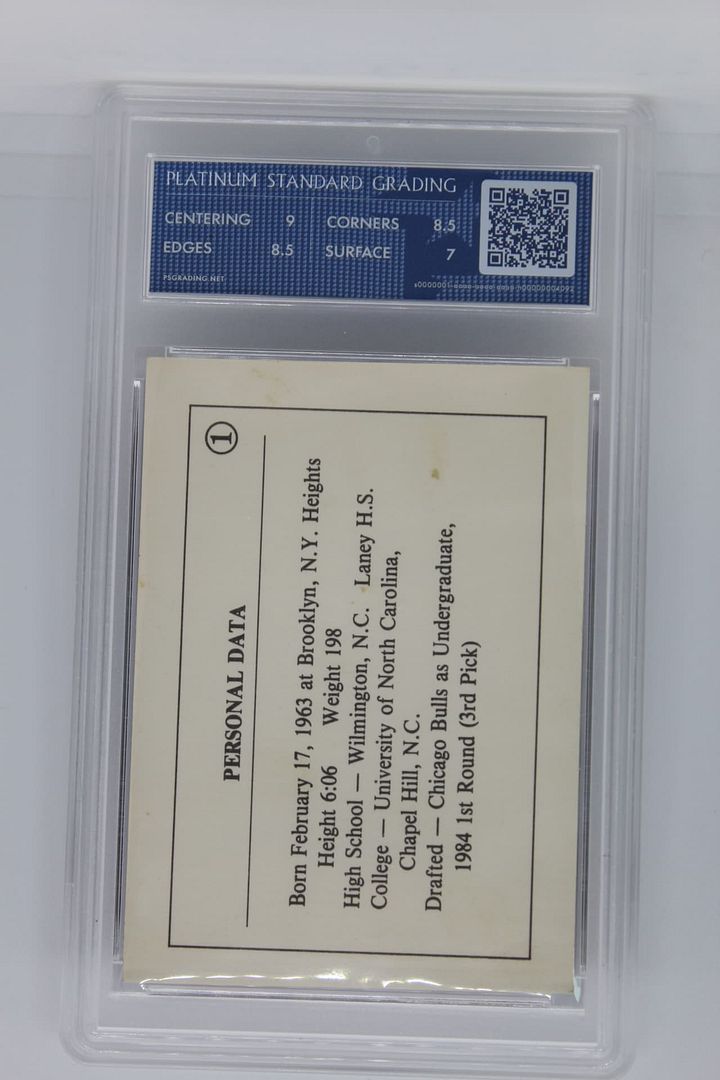 PLATINUM STANDARD GRADING
CENTERING 9 CORNERS 8.5
EDGES 8.5 SURFACE 7
PSGRADING.NET
1
PERSONAL DATA
Born February 17, 1963 at Brooklyn, N.Y. Heights
Height 6:06 Weight 198
High School — Wilmington, N.C. Laney H.S.
College — University of North Carolina,
Chapel Hill, N.C.
Drafted — Chicago Bulls as Undergraduate,
1984 1st Round (3rd Pick)